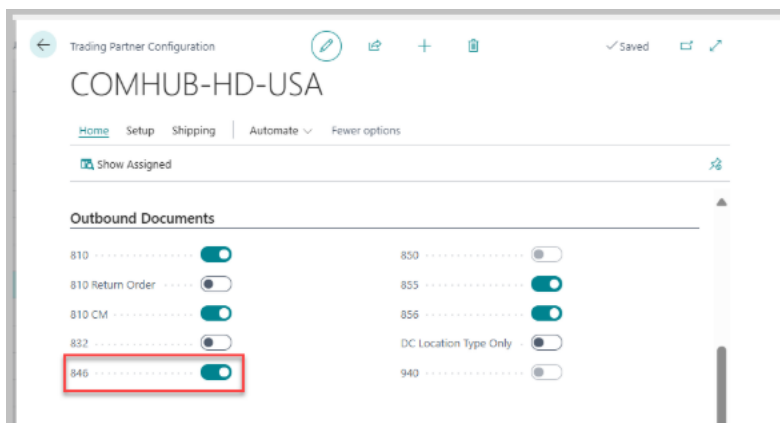 Trading Partner Configuration
Saved
COMHUB-HD-USA
Home Setup Shipping Automate Fewer options
Show Assigned
Outbound Documents
810 850
810 Return Order 855
810 CM 856
832 DC Location Type Only
846 940